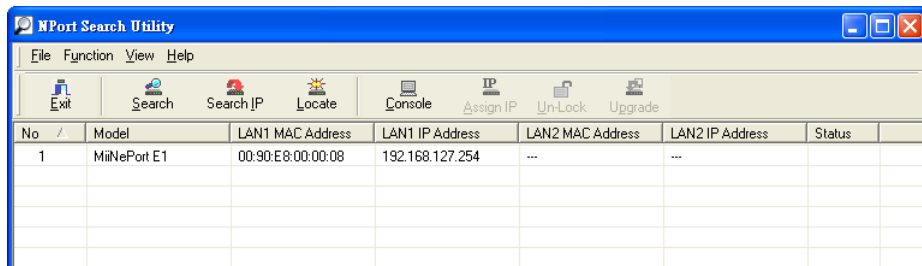 NPort Search Utility
File Function View Help
Exit Search Search IP Locate Console Assign IP Un-Lock Upgrade
No Model LAN1 MAC Address LAN1 IP Address LAN2 MAC Address LAN2 IP Address Status
1 MiiNePort E1 00:90:E8:00:00:08 192.168.127.254 --- ---